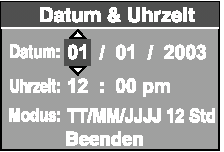 Datum & Uhrzeit
Datum: 01 / 01 / 2003
Uhrzeit: 12 : 00 pm
Modus: TT/MM/JJJJ 12 Std
Beenden